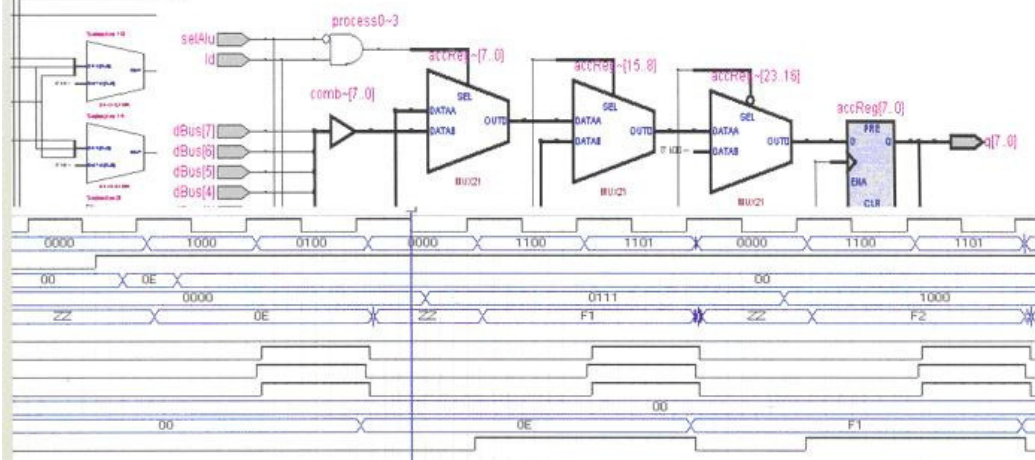 process0~3
selAlu
ld
accReg~[7..0]
accReg~[15..8]
accReg~[23..16]
accReg[7..0]
comb~[7..0]
SEL
DATAA
DATAB
OUT0
MUX21
SEL
DATAA
DATAB
OUT0
MUX21
SEL
DATAA
DATAB
OUT0
MUX21
PRE
D
Q
ENA
CLR
q[7..0]
dBus[7]
dBus[6]
dBus[5]
dBus[4]
0000 1000 0100 0000 1100 1101 0000 1100 1101
00 0E 00
0000 0111 1000
ZZ 0E ZZ F1 ZZ F2
00
00 0E F1